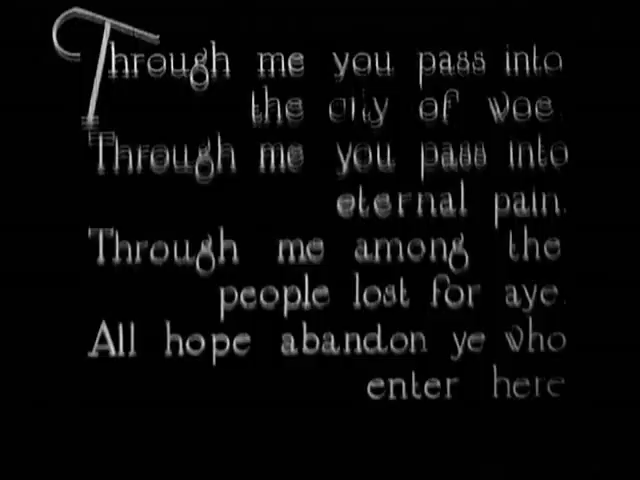 Through me you pass into
the city of woe.
Through me you pass into
eternal pain.
Through me among the
people lost for aye.
All hope abandon ye who
enter here